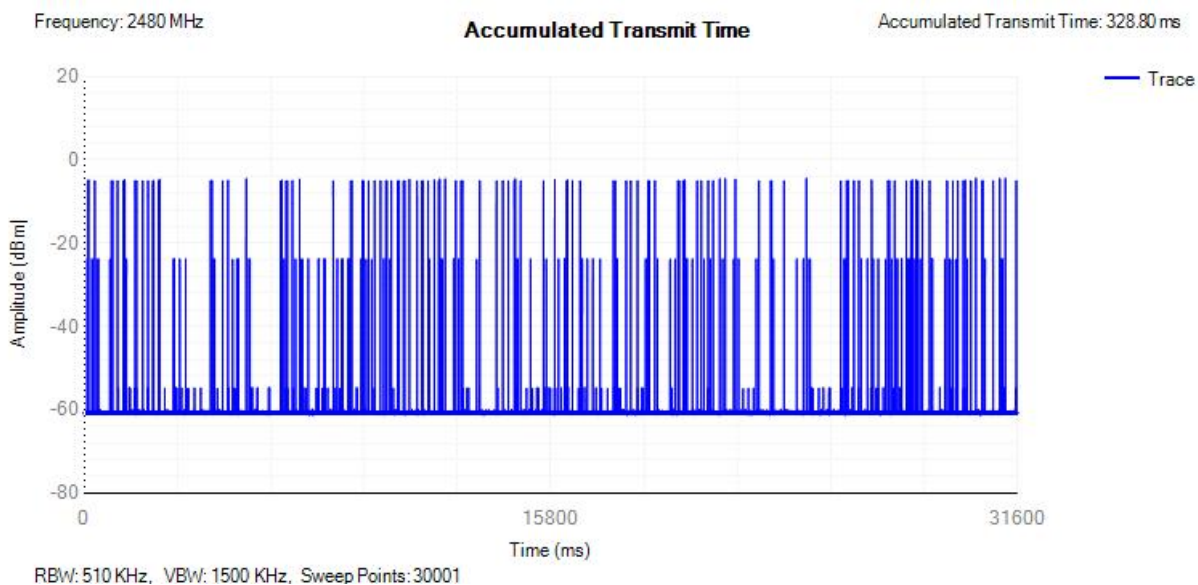 Frequency: 2480 MHz
Accumulated Transmit Time
Accumulated Transmit Time: 328.80 ms
Trace
20
0
-20
-40
-60
-80
Amplitude (dBm)
0
15800
31600
Time (ms)
RBW: 510 KHz, VBW: 1500 KHz, Sweep Points: 30001